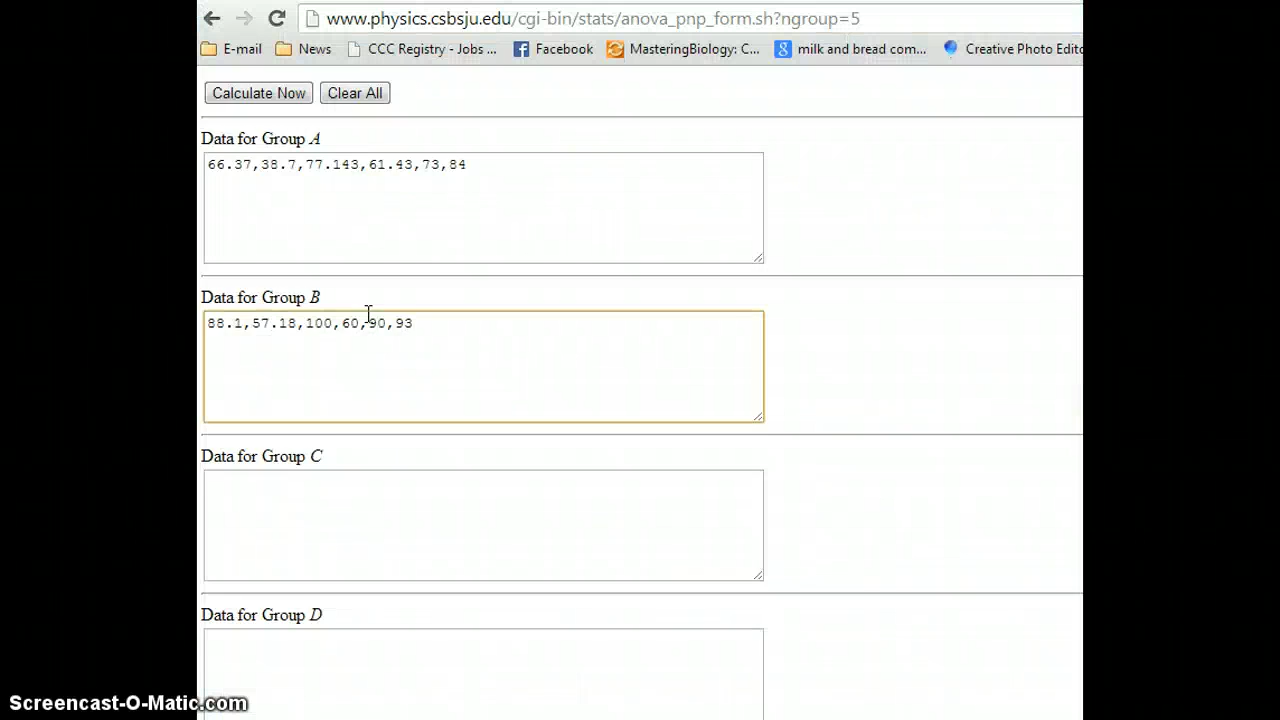 www.physics.csbsju.edu/cgi-bin/stats/anova_pnp_form.sh?ngroup=5
E-mail News CCC Registry - Jobs ... Facebook MasteringBiology: C... milk and bread com... Creative Photo Edito
Calculate Now Clear All
Data for Group A
66.37,38.7,77.143,61.43,73,84
Data for Group B
88.1,57.18,100,60,90,93
Data for Group C
Data for Group D
Screencast-O-Matic.com